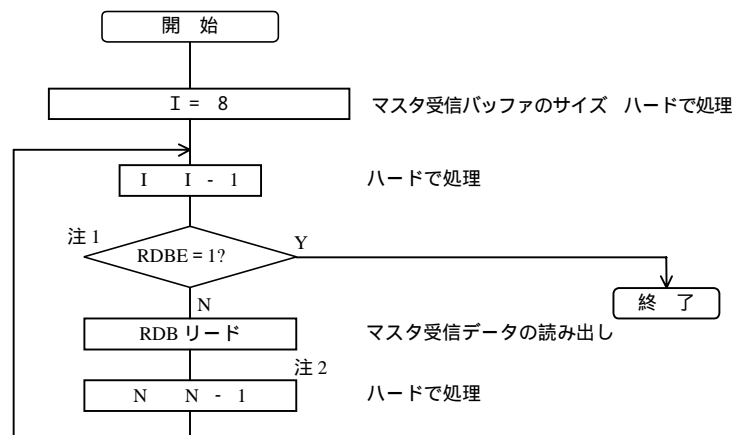 開 始
I = 8 マスタ受信バッファのサイズ ハードで処理
I I - 1 ハードで処理
注 1
RDBE = 1?
Y
終 了
N
RDB リード マスタ受信データの読み出し
注 2
N N - 1 ハードで処理